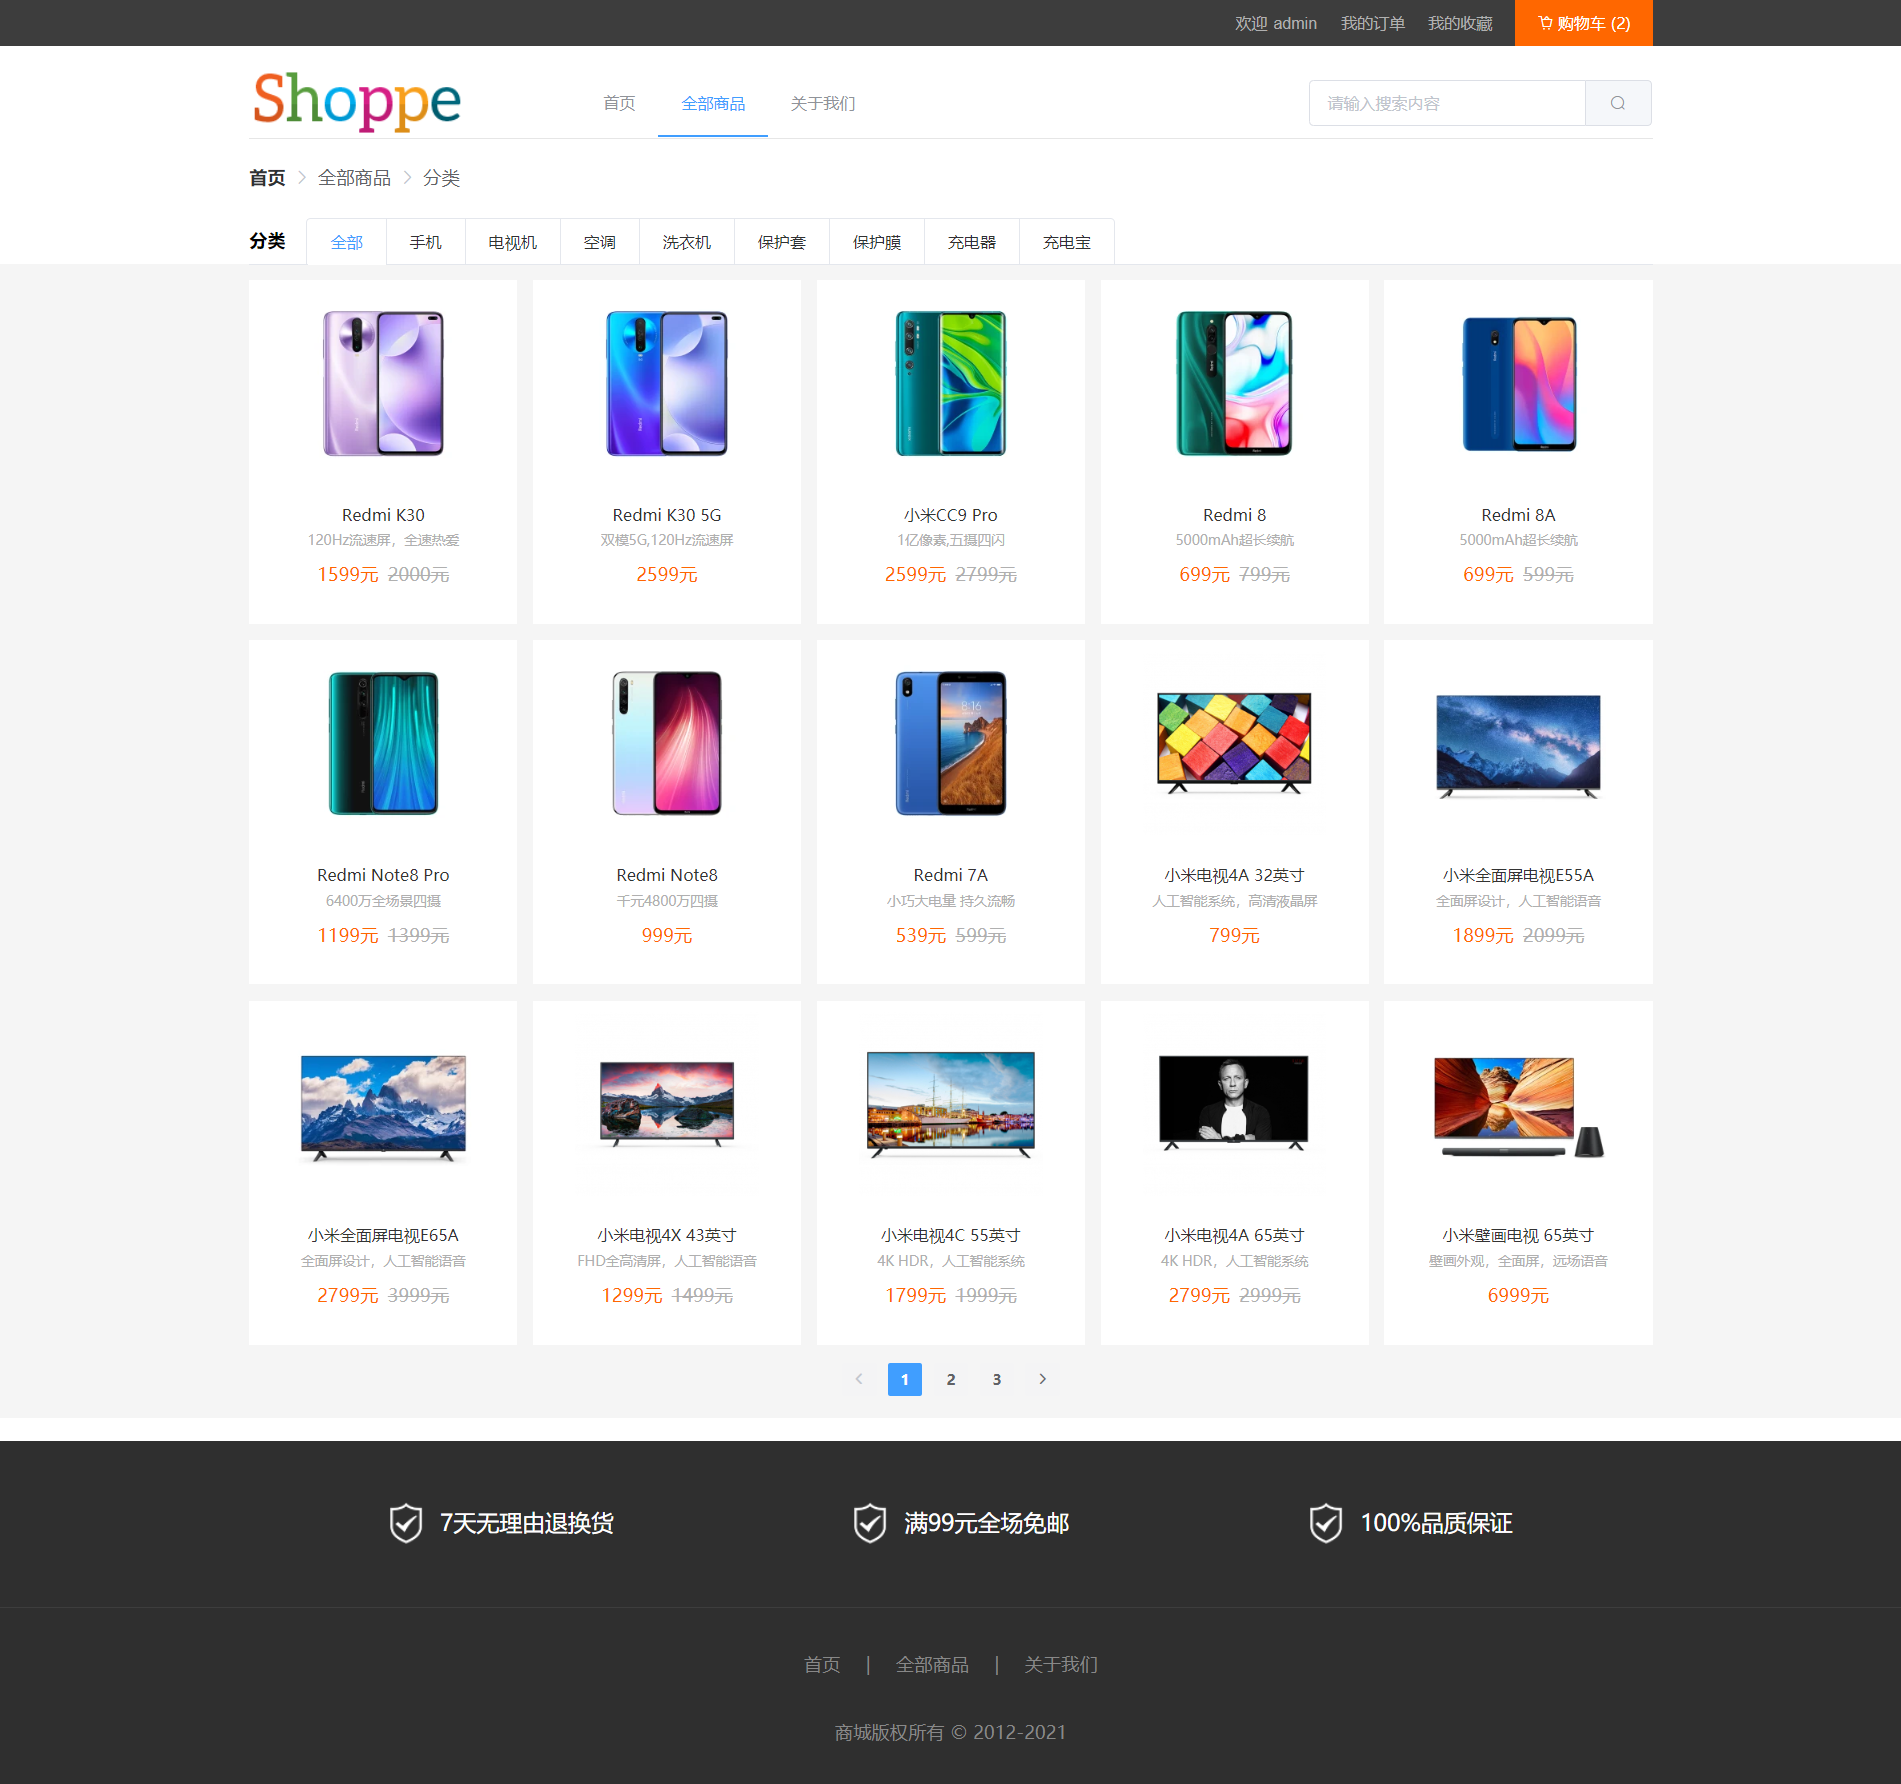 欢迎 admin 我的订单 我的收藏 购物车 (2)
Shoppe 首页 全部商品 关于我们 请输入搜索内容
首页 全部商品 分类
分类 全部 手机 电视机 空调 洗衣机 保护套 保护膜 充电器 充电宝
Redmi K30
120Hz流速屏，全速热爱
1599元 2000元
Redmi K30 5G
双模5G,120Hz流速屏
2599元
小米CC9 Pro
1亿像素,五摄四闪
2599元 2799元
Redmi 8
5000mAh超长续航
699元 799元
Redmi 8A
5000mAh超长续航
699元 599元
8:16
Redmi Note8 Pro
6400万全场景四摄
1199元 1399元
Redmi Note8
千元4800万四摄
999元
Redmi 7A
小巧大电量 持久流畅
539元 599元
小米电视4A 32英寸
人工智能系统，高清液晶屏
799元
小米全面屏电视E55A
全面屏设计，人工智能语音
1899元 2099元
小米全面屏电视E65A
全面屏设计，人工智能语音
2799元 3999元
小米电视4X 43英寸
FHD全高清屏，人工智能语音
1299元 1499元
小米电视4C 55英寸
4K HDR，人工智能系统
1799元 1999元
小米电视4A 65英寸
4K HDR，人工智能系统
2799元 2999元
小米壁画电视 65英寸
壁画外观，全面屏，远场语音
6999元
1 2 3
7天无理由退换货 满99元全场免邮 100%品质保证
首页 | 全部商品 | 关于我们
商城版权所有 © 2012-2021